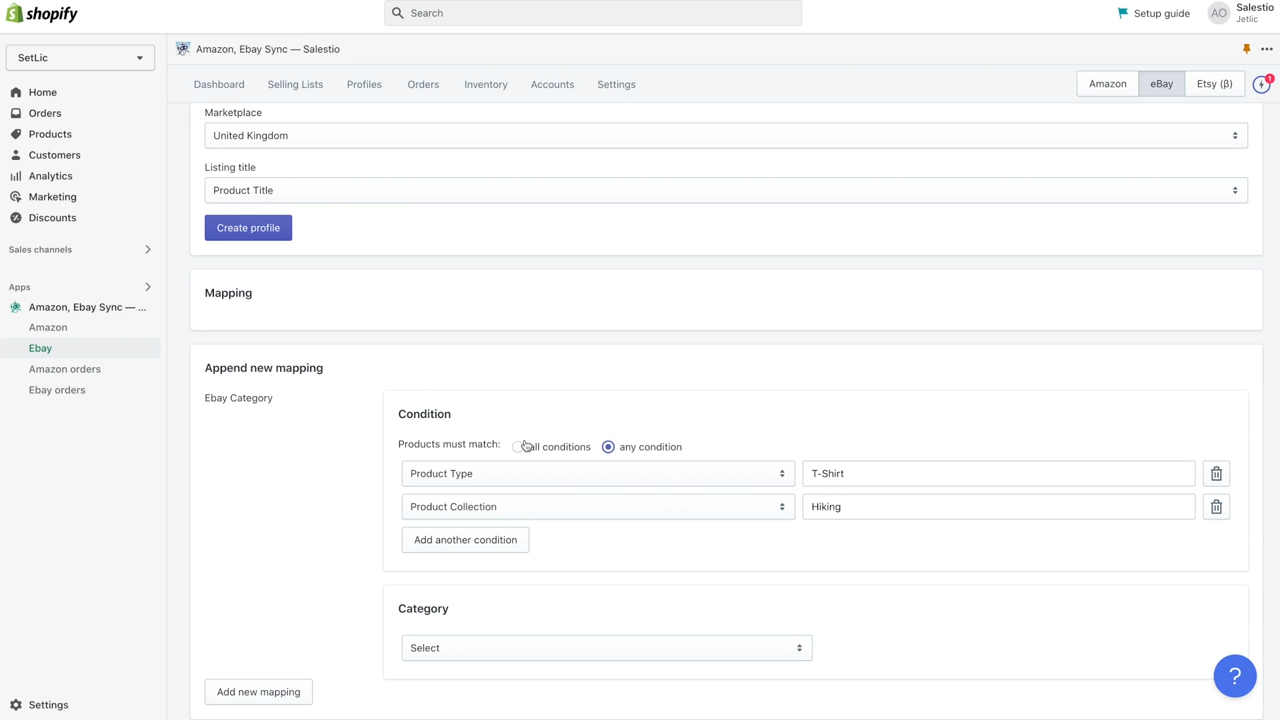 shopify
Search
Setup guide
AO
Salestio
Jetlic
SetLic
Amazon, Ebay Sync — Salestio
Dashboard
Selling Lists
Profiles
Orders
Inventory
Accounts
Settings
Amazon
eBay
Etsy (β)
1
Home
Orders
Products
Customers
Analytics
Marketing
Discounts
Sales channels
Apps
Amazon, Ebay Sync — ...
Amazon
Ebay
Amazon orders
Ebay orders
Settings
Marketplace
United Kingdom
Listing title
Product Title
Create profile
Mapping
Append new mapping
Ebay Category
Condition
Products must match:
all conditions
any condition
Product Type
T-Shirt
Product Collection
Hiking
Add another condition
Category
Select
Add new mapping
?